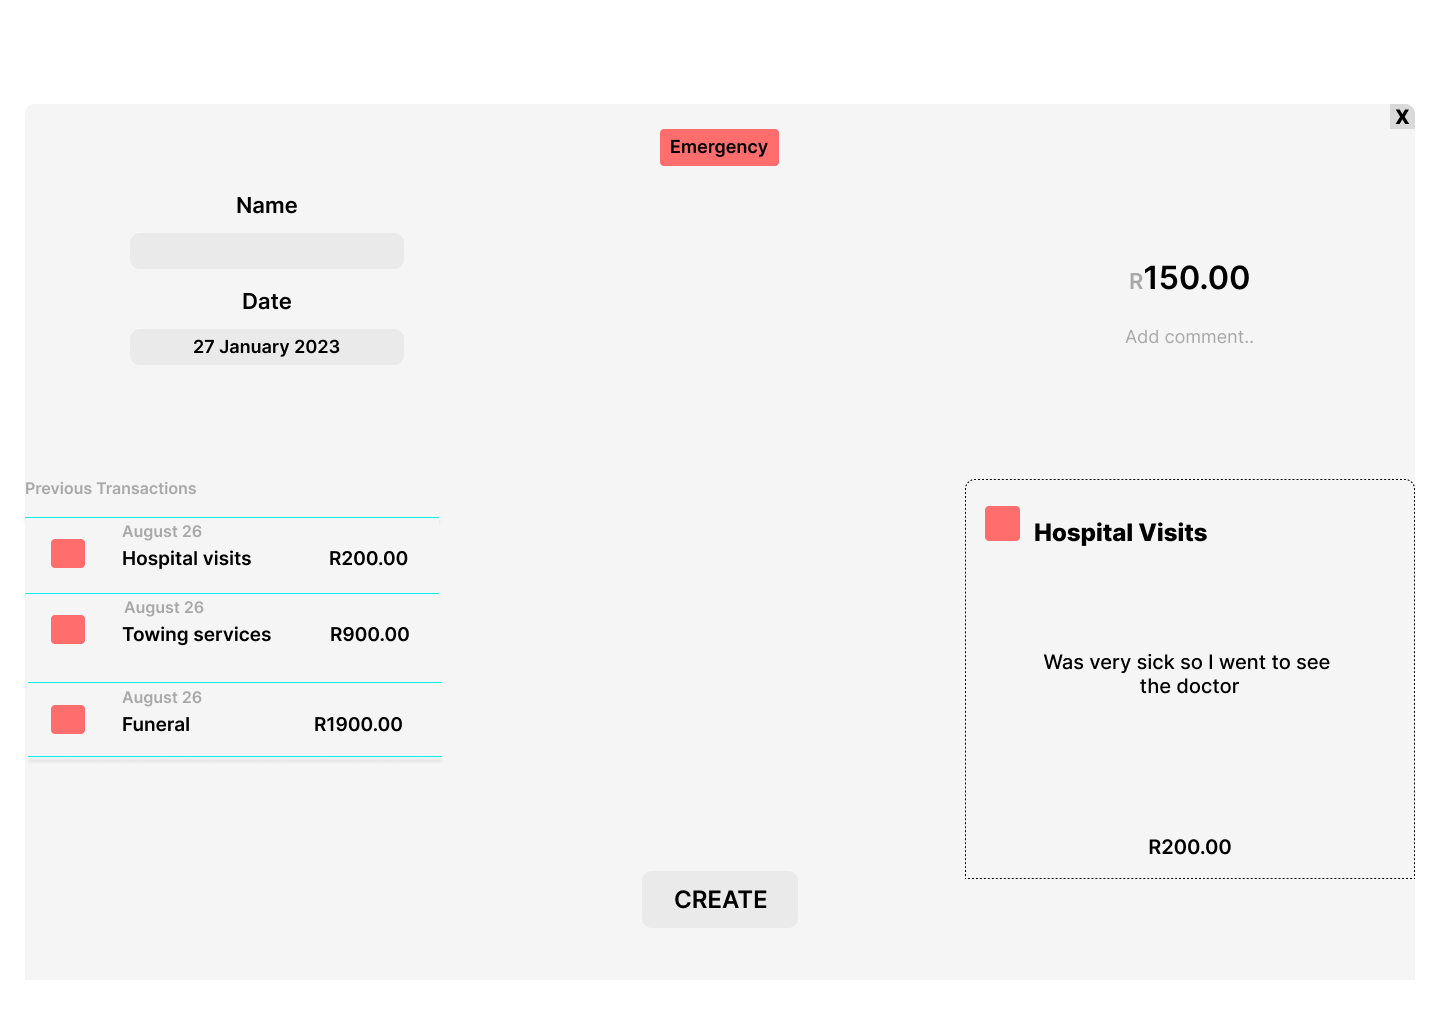 X
Emergency
Name
Date
27 January 2023
R150.00
Add comment..
Previous Transactions
August 26
Hospital visits R200.00
August 26
Towing services R900.00
August 26
Funeral R1900.00
Hospital Visits
Was very sick so I went to see
the doctor
R200.00
CREATE